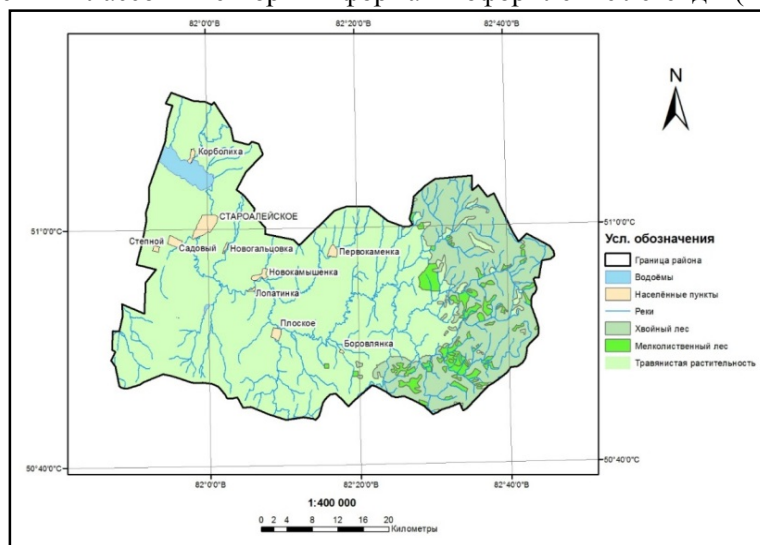 82°0'0"В
82°20'0"В
82°40'0"В
N
Корболиха
СТАРОАЛЕЙСКОЕ
51°0'0"С
51°0'0"С
Степной
Садовый
Новогальцовка
Первокаменка
Новокамышенка
Лопатинка
Плоское
Боровлянка
Усл. обозначения
Граница района
Водоёмы
Населённые пункты
Реки
Хвойный лес
Мелколиственный лес
Травянистая растительность
50°40'0"С
50°40'0"С
82°0'0"В
82°20'0"В
82°40'0"В
1:400 000
0 2 4 8 12 16 20
Километры